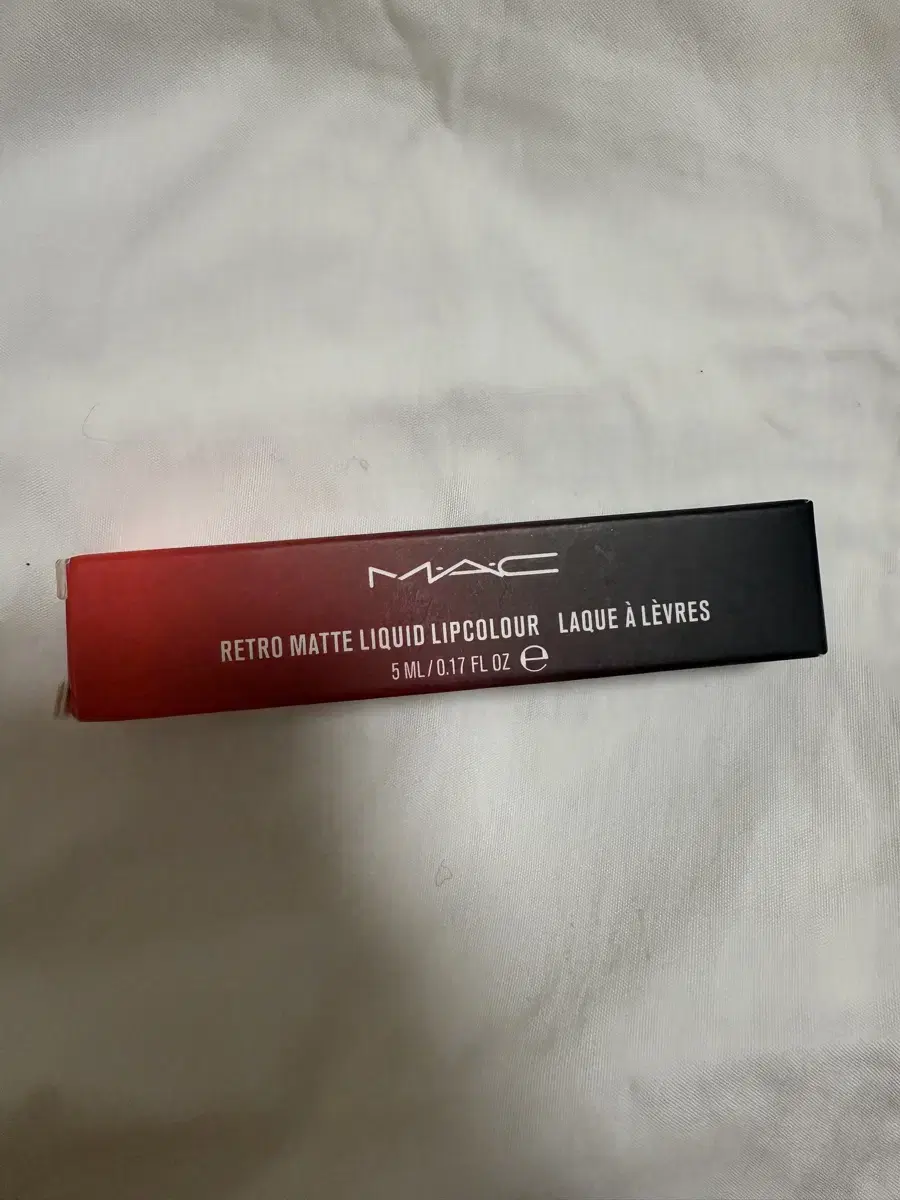 M·A·C
RETRO MATTE LIQUID LIPCOLOUR LAQUE À LÈVRES
5 ML/0.17 FL OZ ℮